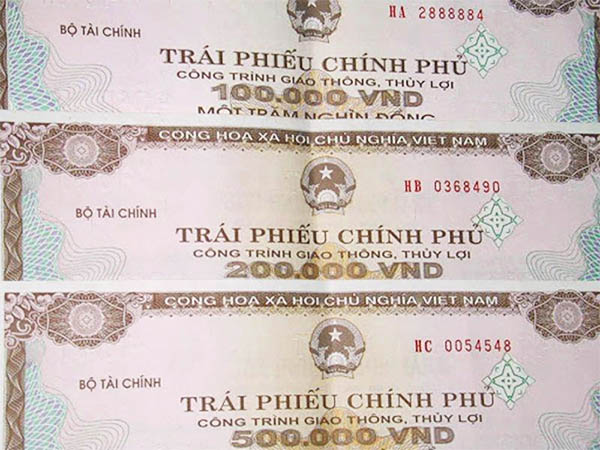 HA 2888884
BỘ TÀI CHÍNH
TRÁI PHIẾU CHÍNH PHỦ
CÔNG TRÌNH GIAO THÔNG, THỦY LỢI
100.000 VND
MỘT TRĂM NGHÌN ĐỒNG
CỘNG HÒA XÃ HỘI CHỦ NGHĨA VIỆT NAM
HB 0368490
BỘ TÀI CHÍNH
TRÁI PHIẾU CHÍNH PHỦ
CÔNG TRÌNH GIAO THÔNG, THỦY LỢI
200.000 VND
CỘNG HÒA XÃ HỘI CHỦ NGHĨA VIỆT NAM
HC 0054548
BỘ TÀI CHÍNH
TRÁI PHIẾU CHÍNH PHỦ
CÔNG TRÌNH GIAO THÔNG, THỦY LỢI
500.000 VND